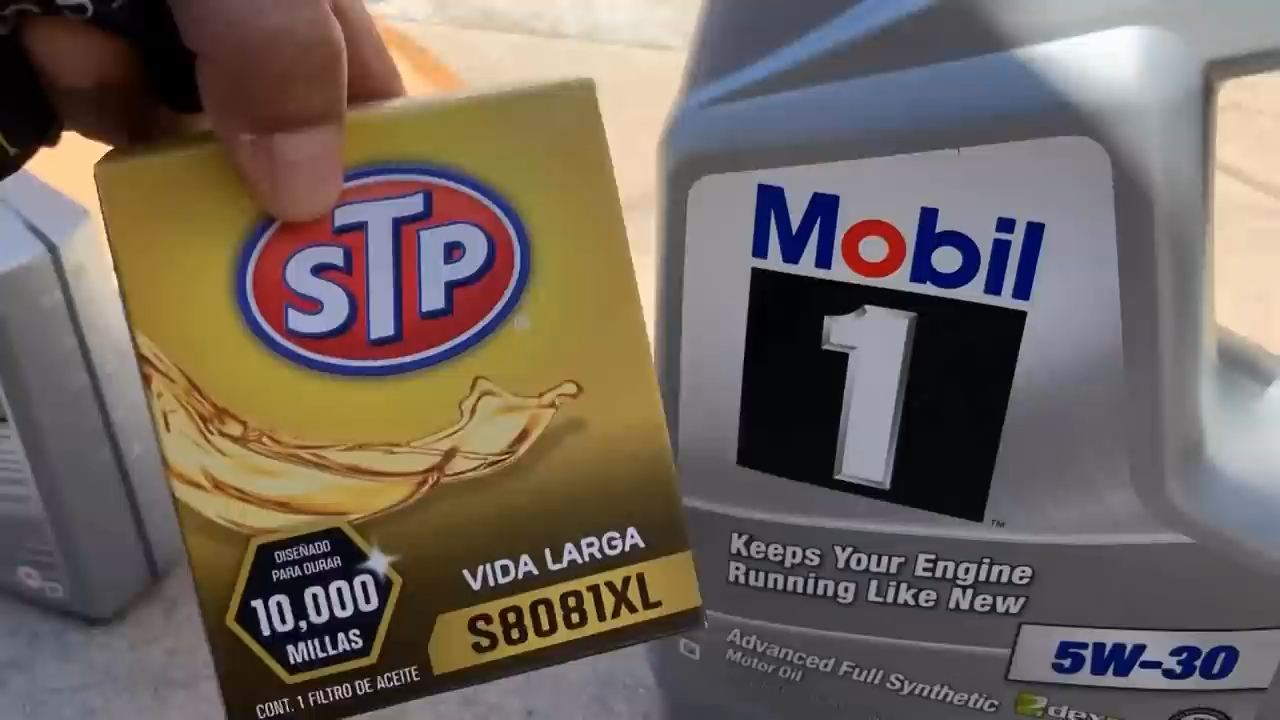 STP
DISEÑADO
PARA DURAR
10,000
MILLAS
VIDA LARGA
S8081XL
CONT. 1 FILTRO DE ACEITE
Mobil
1
TM
Keeps Your Engine
Running Like New
5W-30
Advanced Full Synthetic
Motor Oil